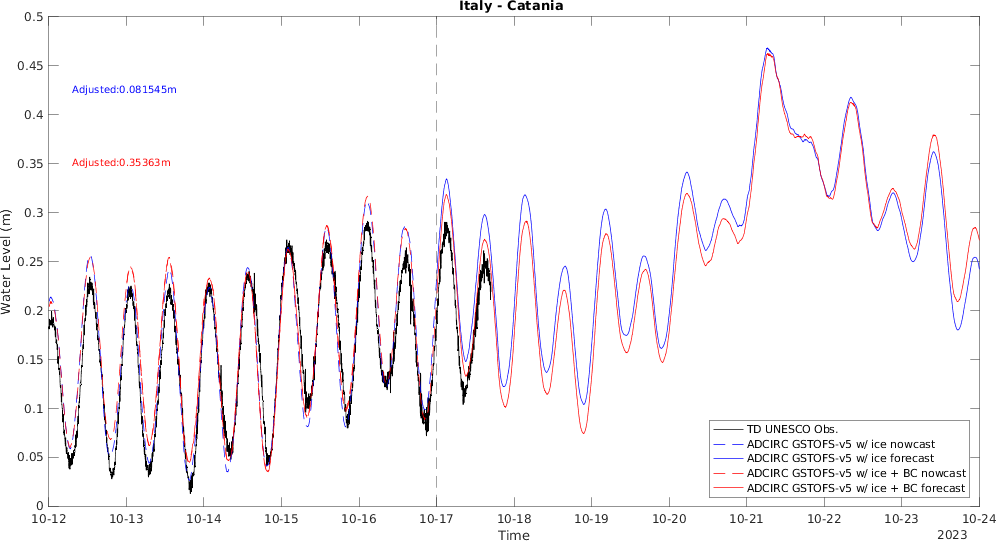 Italy - Catania
0.5
0.45
0.4
0.35
0.3
0.25
0.2
0.15
0.1
0.05
0
Water Level (m)
Adjusted:0.081545m
Adjusted:0.35363m
TD UNESCO Obs.
ADCIRC GSTOFS-v5 w/ ice nowcast
ADCIRC GSTOFS-v5 w/ ice forecast
ADCIRC GSTOFS-v5 w/ ice + BC nowcast
ADCIRC GSTOFS-v5 w/ ice + BC forecast
10-12 10-13 10-14 10-15 10-16 10-17 10-18 10-19 10-20 10-21 10-22 10-23 10-24
Time
2023